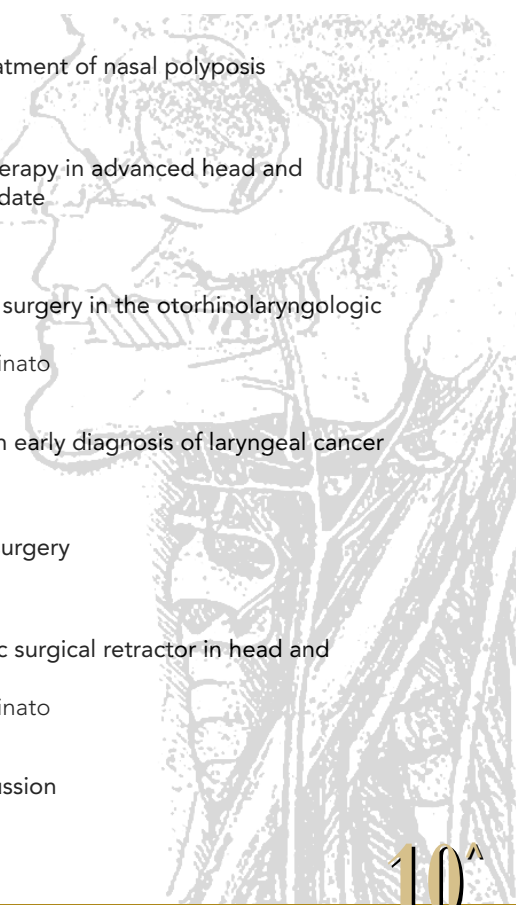 atment of nasal polyposis
erapy in advanced head and
date
surgery in the otorhinolaryngologic
inato
n early diagnosis of laryngeal cancer
urgery
c surgical retractor in head and
inato
ussion
10^